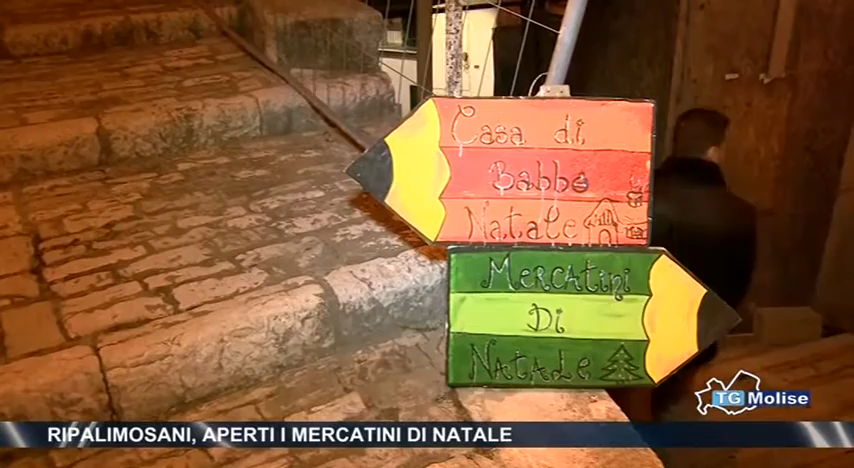 Casa di
Babbo
Natale
Mercatini
Di
Natale
TG Molise
RIPALIMOSANI, APERTI I MERCATINI DI NATALE